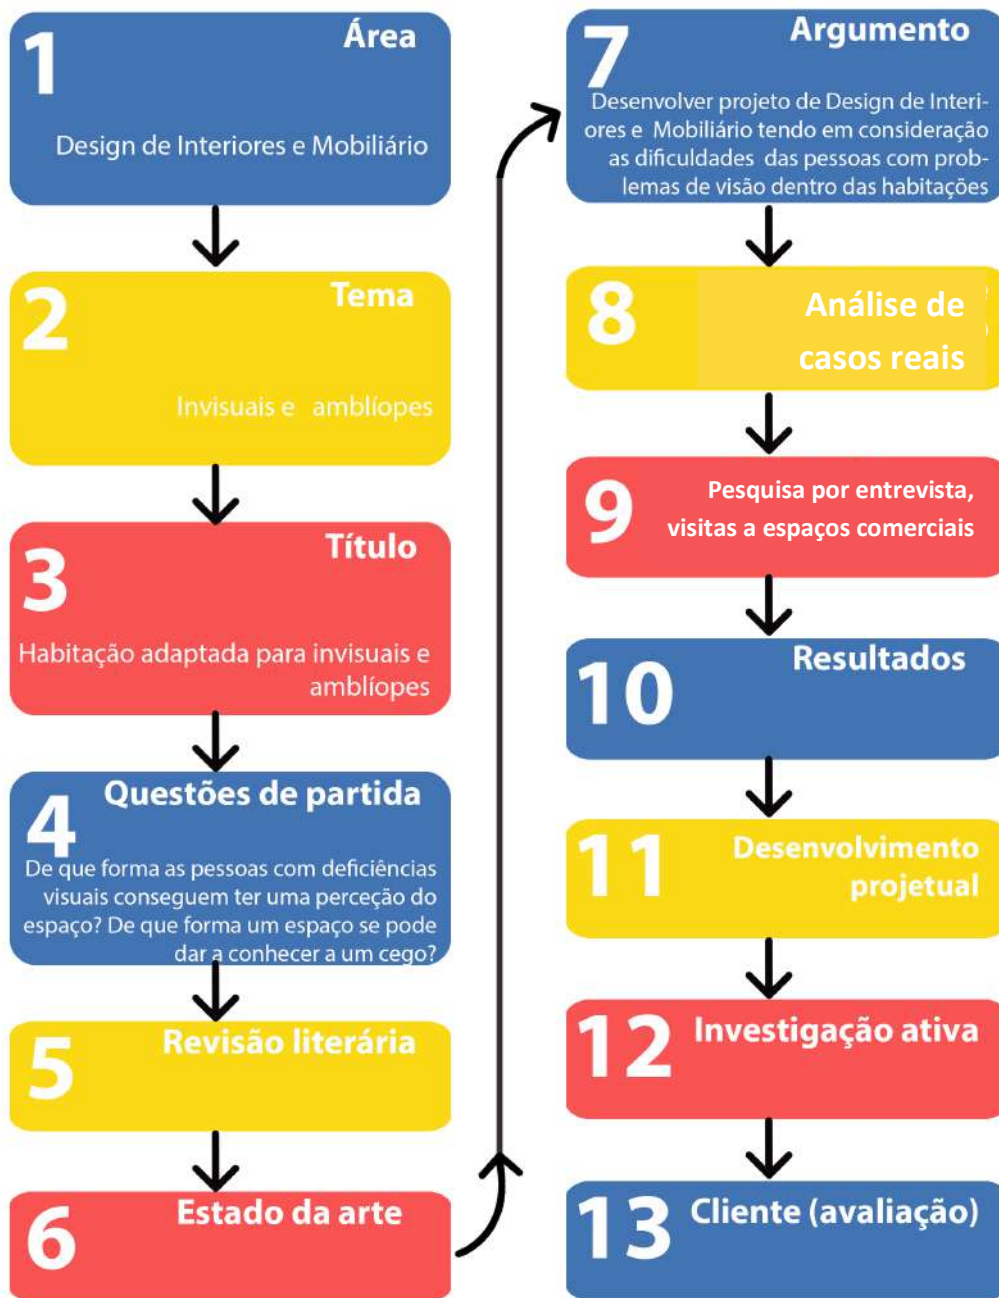 1
Área
Design de Interiores e Mobiliário
2
Tema
Invisuais e amblíopes
3
Título
Habitação adaptada para invisuais e
amblíopes
4
Questões de partida
De que forma as pessoas com deficiências
visuais conseguem ter uma perceção do
espaço? De que forma um espaço se pode
dar a conhecer a um cego?
5
Revisão literária
6
Estado da arte
7
Argumento
Desenvolver projeto de Design de Interi-
ores e Mobiliário tendo em consideração
as dificuldades das pessoas com prob-
lemas de visão dentro das habitações
8
Análise de
casos reais
9
Pesquisa por entrevista,
visitas a espaços comerciais
10
Resultados
11
Desenvolvimento
projetual
12
Investigação ativa
13
Cliente (avaliação)